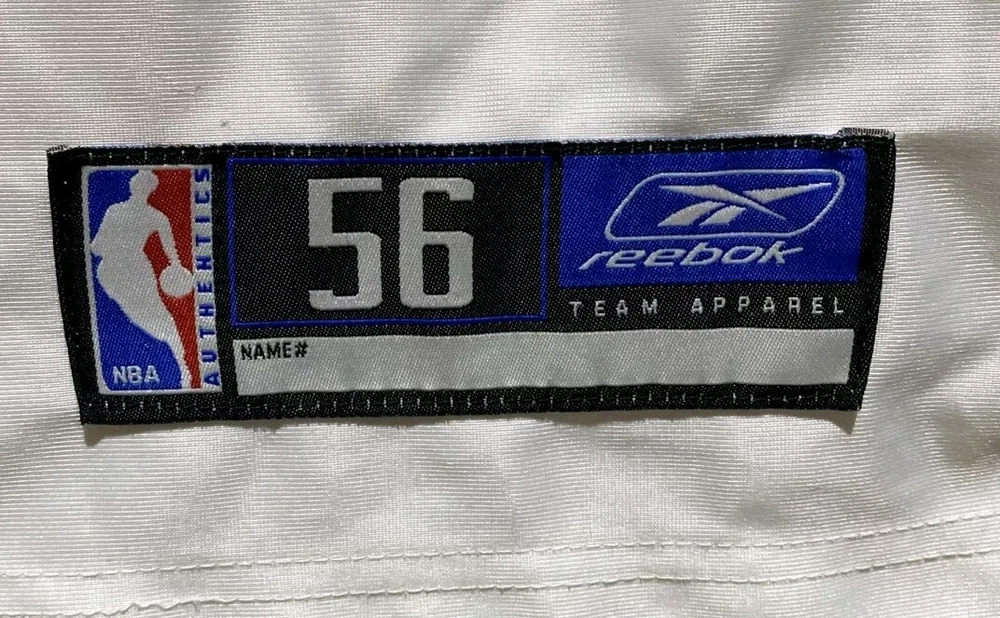 NBA
AUTHENTICS
56
reebok
TEAM APPAREL
NAME#